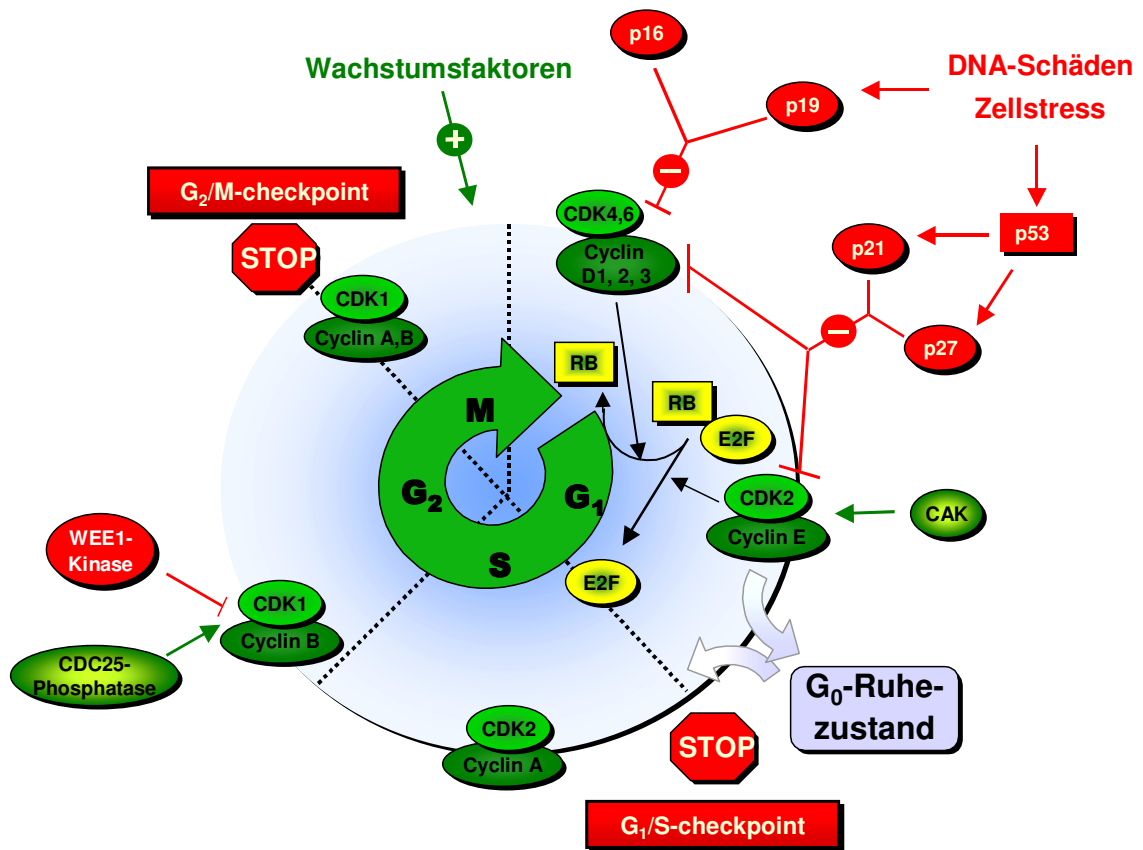 p16
Wachstumsfaktoren
DNA-Schäden
Zellstress
p19
G₂/M-checkpoint
STOP
CDK4,6
Cyclin
D1, 2, 3
p21
p53
p27
CDK1
Cyclin A,B
RB
RB
E2F
M
G₂
G₁
S
CDK2
Cyclin E
CAK
WEE1-
Kinase
E2F
CDK1
Cyclin B
CDC25-
Phosphatase
G₀-Ruhe-
zustand
CDK2
Cyclin A
STOP
G₁/S-checkpoint